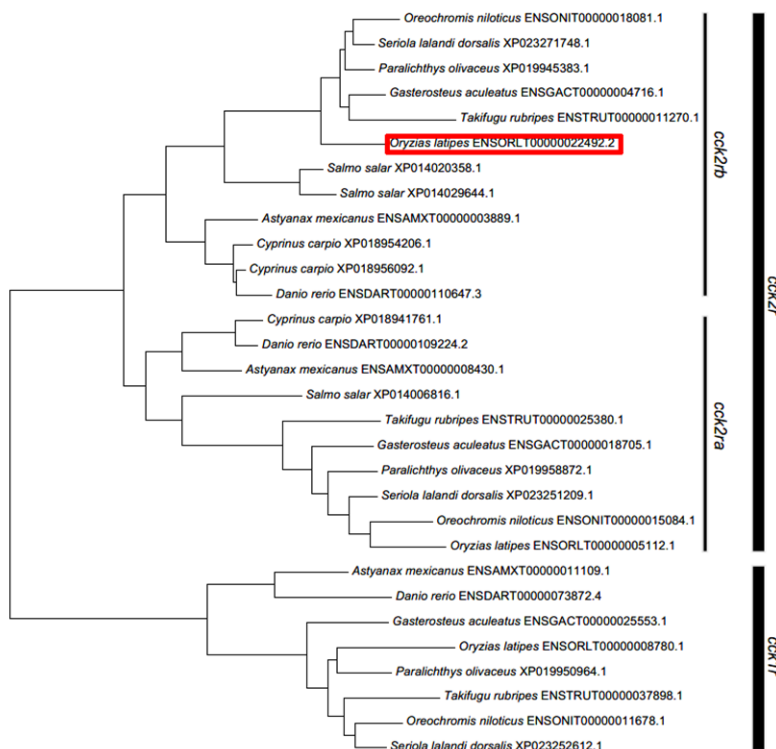 Oreochromis niloticus ENSONIT00000018081.1
Seriola lalandi dorsalis XP023271748.1
Paralichthys olivaceus XP019945383.1
Gasterosteus aculeatus ENSGACT00000004716.1
Takifugu rubripes ENSTRUT00000011270.1
Oryzias latipes ENSORLT00000022492.2
Salmo salar XP014020358.1
Salmo salar XP014029644.1
Astyanax mexicanus ENSAMXT00000003889.1
Cyprinus carpio XP018954206.1
Cyprinus carpio XP018956092.1
Danio rerio ENSDART00000110647.3
cck2rb
Cyprinus carpio XP018941761.1
Danio rerio ENSDART00000109224.2
Astyanax mexicanus ENSAMXT00000008430.1
Salmo salar XP014006816.1
Takifugu rubripes ENSTRUT00000025380.1
Gasterosteus aculeatus ENSGACT00000018705.1
Paralichthys olivaceus XP019958872.1
Seriola lalandi dorsalis XP023251209.1
Oreochromis niloticus ENSONIT00000015084.1
Oryzias latipes ENSORLT00000005112.1
cck2ra
cck2r
Astyanax mexicanus ENSAMXT00000011109.1
Danio rerio ENSDART00000073872.4
Gasterosteus aculeatus ENSGACT00000025553.1
Oryzias latipes ENSORLT00000008780.1
Paralichthys olivaceus XP019950964.1
Takifugu rubripes ENSTRUT00000037898.1
Oreochromis niloticus ENSONIT00000011678.1
Seriola lalandi dorsalis XP023252612.1
cck1r